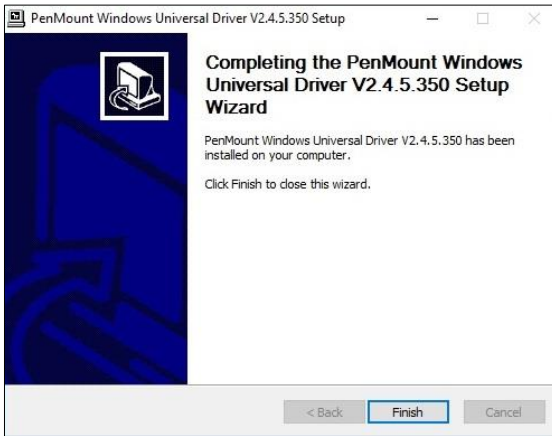 PenMount Windows Universal Driver V2.4.5.350 Setup
Completing the PenMount Windows
Universal Driver V2.4.5.350 Setup
Wizard
PenMount Windows Universal Driver V2.4.5.350 has been
installed on your computer.
Click Finish to close this wizard.
< Back
Finish
Cancel